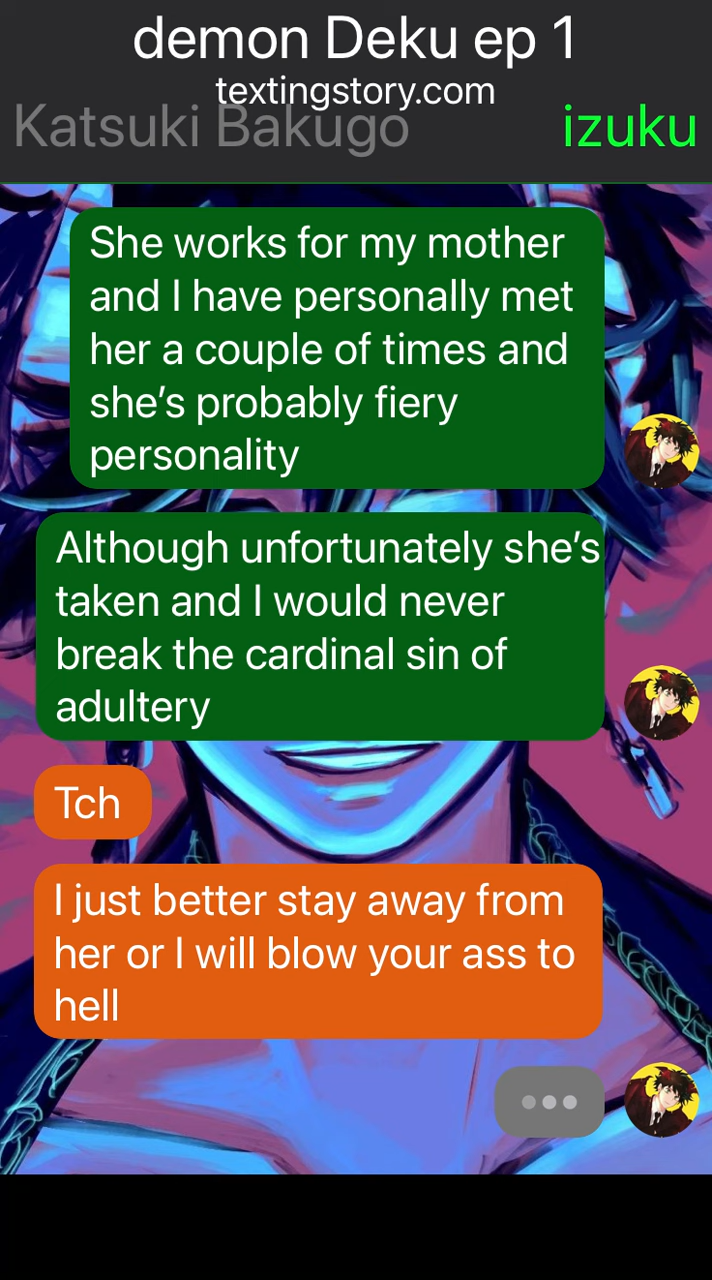 demon Deku ep 1
textingstory.com
Katsuki Bakugo izuku
She works for my mother
and I have personally met
her a couple of times and
she’s probably fiery
personality
Although unfortunately she’s
taken and I would never
break the cardinal sin of
adultery
Tch
I just better stay away from
her or I will blow your ass to
hell